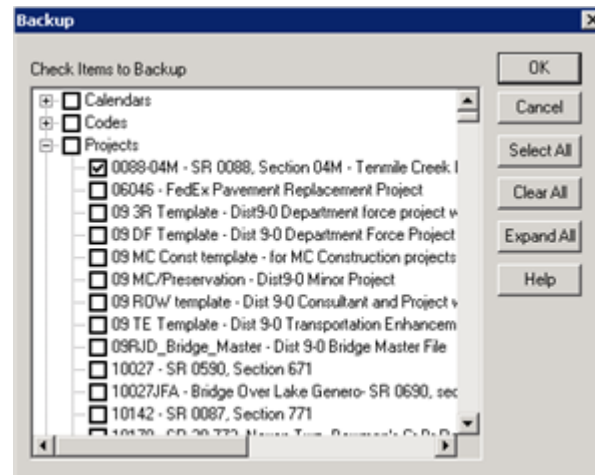 Backup
Check Items to Backup
Calendars
Codes
Projects
0088-04M - SR 0088, Section 04M - Tenmile Creek
06046 - FedEx Pavement Replacement Project
09 3R Template - Dist9-0 Department force project
09 DF Template - Dist 9-0 Department Force Project
09 MC Const template - for MC Construction projects
09 MC/Preservation - Dist9-0 Minor Project
09 ROW template - Dist 9-0 Consultant and Project
09 TE Template - Dist 9-0 Transportation Enhancem
09RJD_Bridge_Master - Dist 9-0 Bridge Master File
10027 - SR 0590, Section 671
10027JFA - Bridge Over Lake Genero- SR 0690, sec
10142 - SR 0087, Section 771
OK
Cancel
Select All
Clear All
Expand All
Help